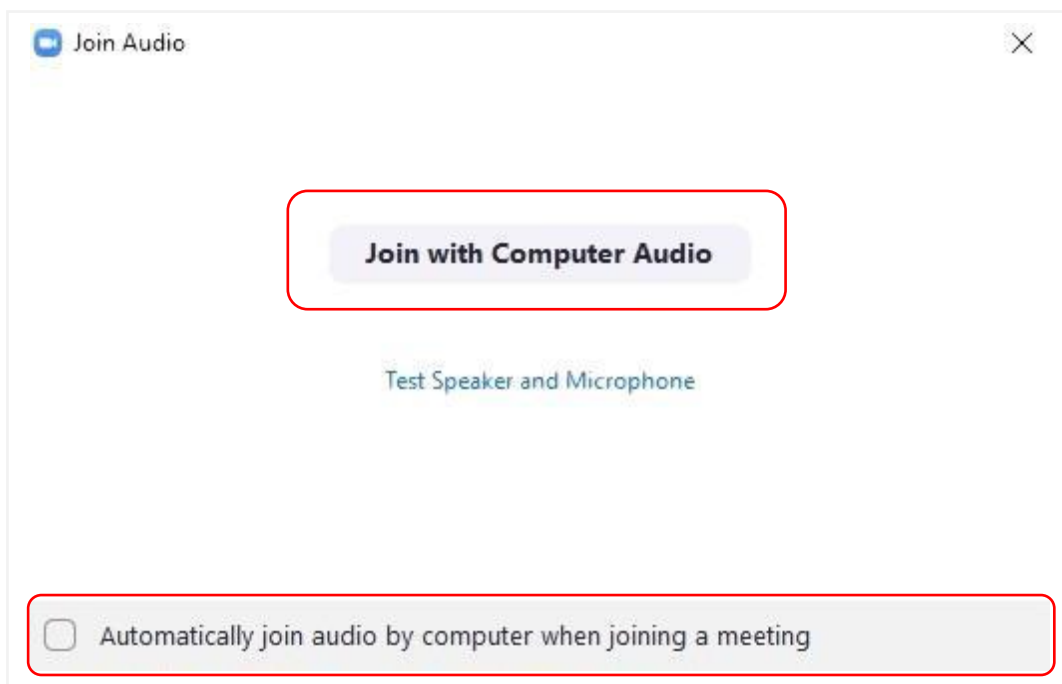 Join Audio
Join with Computer Audio
Test Speaker and Microphone
Automatically join audio by computer when joining a meeting